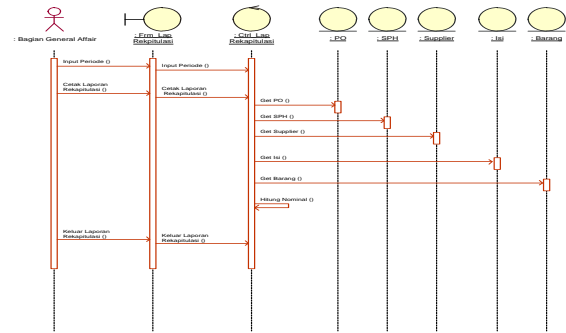 : Bagian General Affair
: Frm_Lap
Rekpitulasi
: Ctrl_Lap
Rekapitulasi
: PO
: SPH
: Supplier
: Isi
: Barang
Input Periode ()
Input Periode ()
Cetak Laporan
Rekapitulasi ()
Cetak Laporan
Rekapitulasi ()
Get PO ()
Get SPH ()
Get Supplier ()
Get Isi ()
Get Barang ()
Hitung Nominal ()
Keluar Laporan
Rekapitulasi ()
Keluar Laporan
Rekapitulasi ()